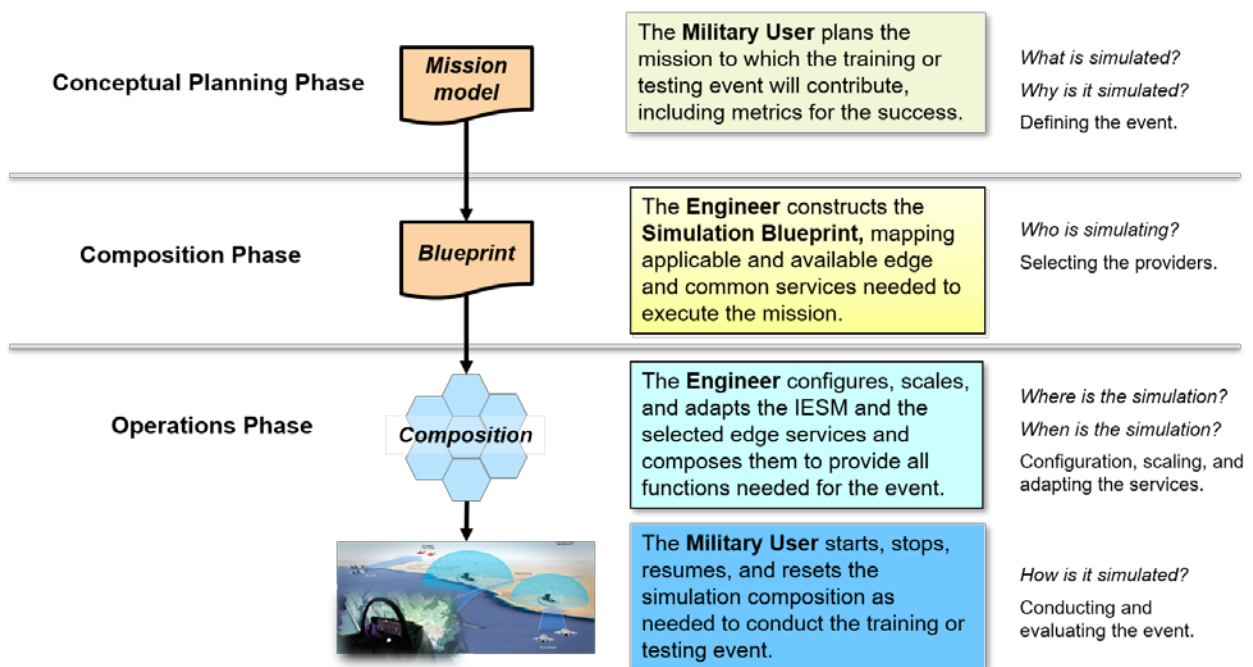 Conceptual Planning Phase
Mission
model
The Military User plans the
mission to which the training or
testing event will contribute,
including metrics for the success.
What is simulated?
Why is it simulated?
Defining the event.
Composition Phase
Blueprint
The Engineer constructs the
Simulation Blueprint, mapping
applicable and available edge
and common services needed to
execute the mission.
Who is simulating?
Selecting the providers.
Operations Phase
Composition
The Engineer configures, scales,
and adapts the IESM and the
selected edge services and
composes them to provide all
functions needed for the event.
Where is the simulation?
When is the simulation?
Configuration, scaling, and
adapting the services.
The Military User starts, stops,
resumes, and resets the
simulation composition as
needed to conduct the training or
testing event.
How is it simulated?
Conducting and
evaluating the event.